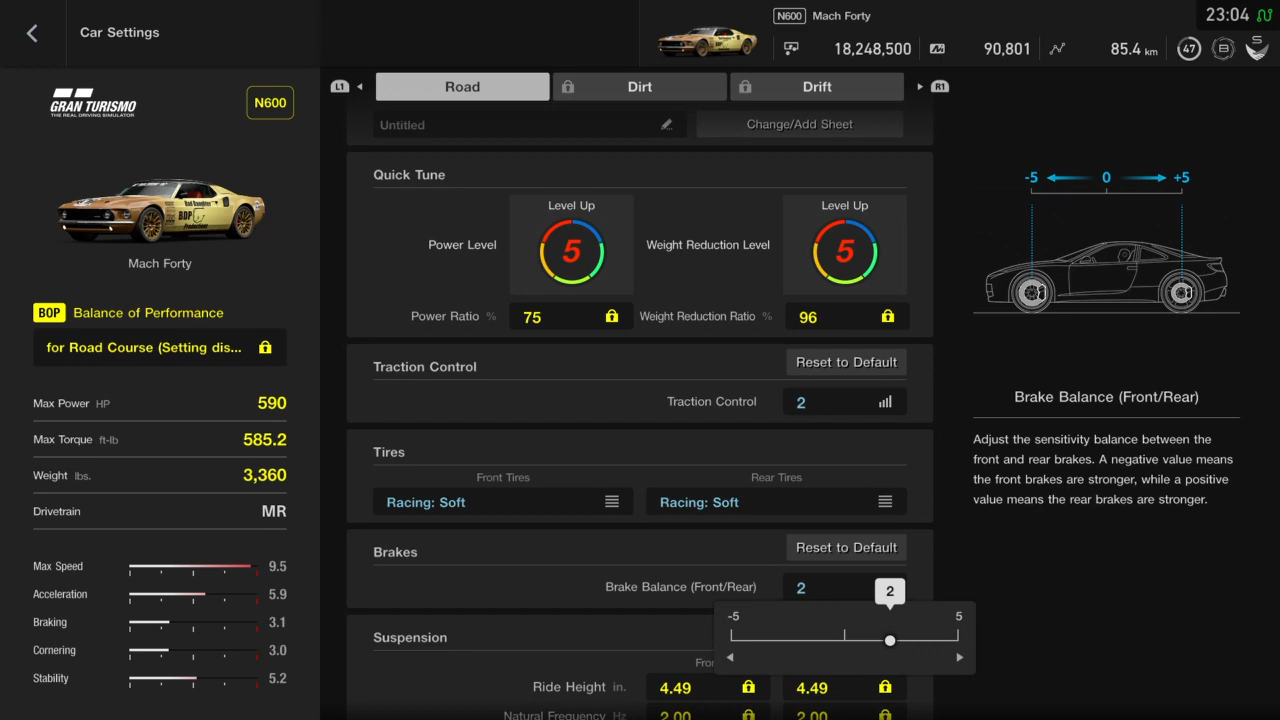 Car Settings
N600 Mach Forty
23:04
18,248,500 90,801 85.4 km 47 B S
GRAN TURISMO
THE REAL DRIVING SIMULATOR
N600
Mach Forty
BOP Balance of Performance
for Road Course (Setting dis...
Max Power HP 590
Max Torque ft-lb 585.2
Weight lbs. 3,360
Drivetrain MR
Max Speed 9.5
Acceleration 5.9
Braking 3.1
Cornering 3.0
Stability 5.2
L1 Road Dirt Drift R1
Untitled Change/Add Sheet
Quick Tune
Level Up Level Up
Power Level 5 Weight Reduction Level 5
Power Ratio % 75 Weight Reduction Ratio % 96
Traction Control Reset to Default
Traction Control 2
Tires
Front Tires Rear Tires
Racing: Soft Racing: Soft
Brakes Reset to Default
Brake Balance (Front/Rear) 2
2
-5 5
Suspension
Fro
Ride Height in. 4.49 4.49
Natural Frequency Hz 2.00 2.00
-5 0 +5
Brake Balance (Front/Rear)
Adjust the sensitivity balance between the
front and rear brakes. A negative value means
the front brakes are stronger, while a positive
value means the rear brakes are stronger.